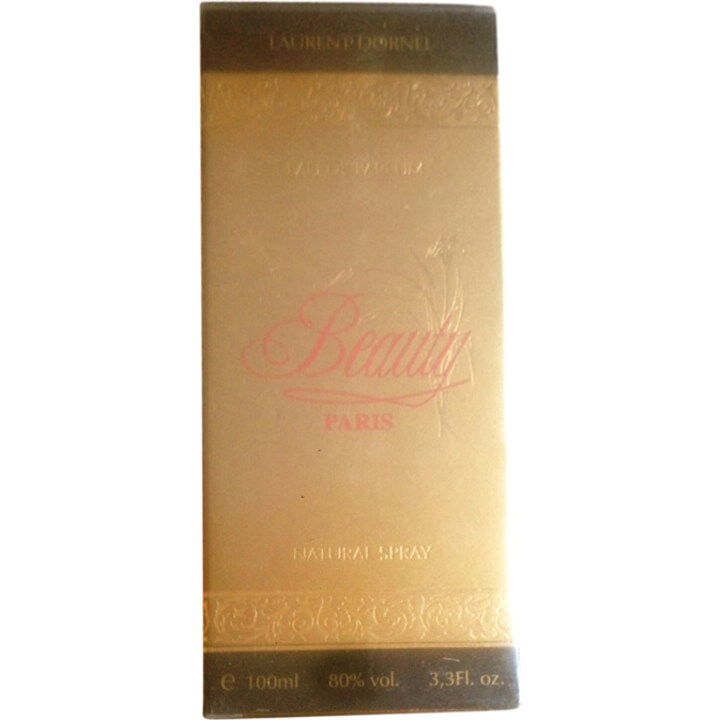 LAURENT DORNEL
EAU DE PARFUM
Beauty
PARIS
NATURAL SPRAY
e 100ml 80% vol. 3,3Fl. oz.